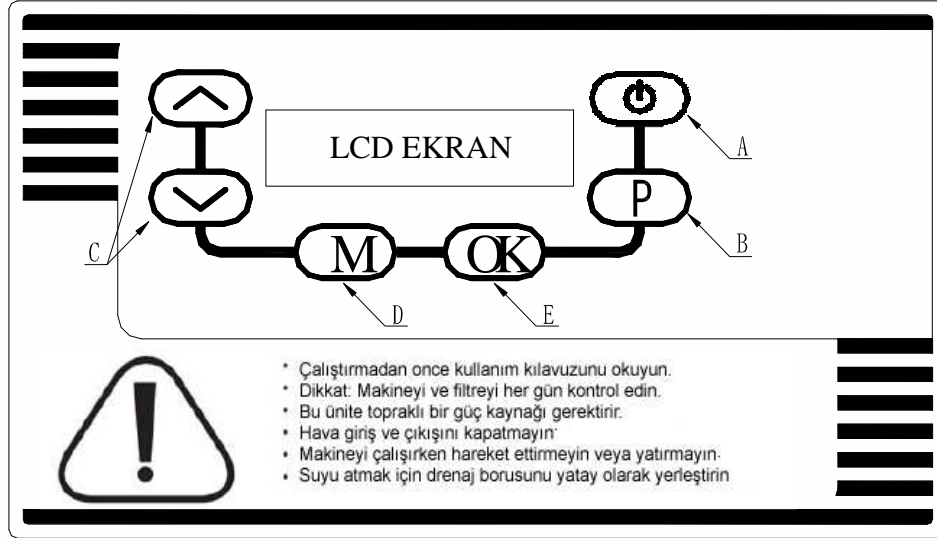 LCD EKRAN
A
P
B
C
M
OK
D
E
* Çalıştırmadan once kullanım kılavuzunu okuyun.
* Dikkat: Makineyi ve filtreyi her gün kontrol edin.
• Bu ünite topraklı bir güç kaynağı gerektirir.
• Hava giriş ve çıkışını kapatmayın·
• Makineyi çalışırken hareket ettirmeyin veya yatırmayın·
• Suyu atmak için drenaj borusunu yatay olarak yerleştirin